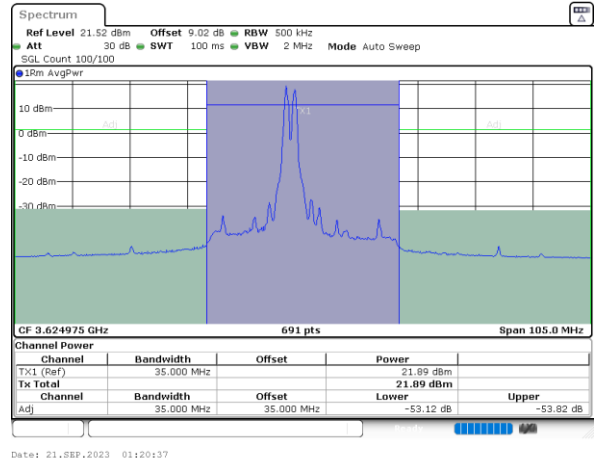 Spectrum
Ref Level 21.52 dBm Offset 9.02 dB RBW 500 kHz
Att 30 dB SWT 100 ms VBW 2 MHz Mode Auto Sweep
SGL Count 100/100
1Rm AvgPwr
10 dBm
TX1
Adj Adj
0 dBm
-10 dBm
-20 dBm
-30 dBm
CF 3.624975 GHz 691 pts Span 105.0 MHz
Channel Power
Channel Bandwidth Offset Power
TX1 (Ref) 35.000 MHz 21.89 dBm
Tx Total 21.89 dBm
Channel Bandwidth Offset Lower Upper
Adj 35.000 MHz 35.000 MHz -53.12 dB -53.82 dB
Date: 21.SEP.2023 01:20:37